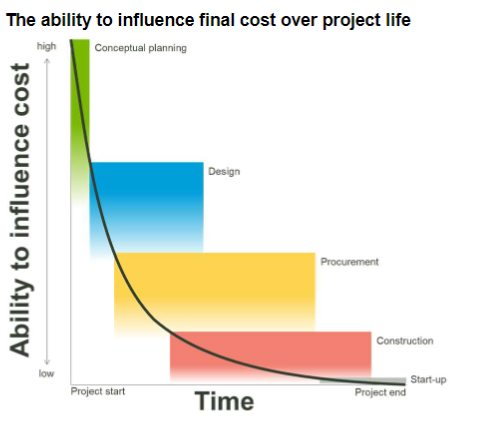 The ability to influence final cost over project life
high
Conceptual planning
Ability to influence cost
Design
Procurement
Construction
low
Start-up
Project start
Time
Project end